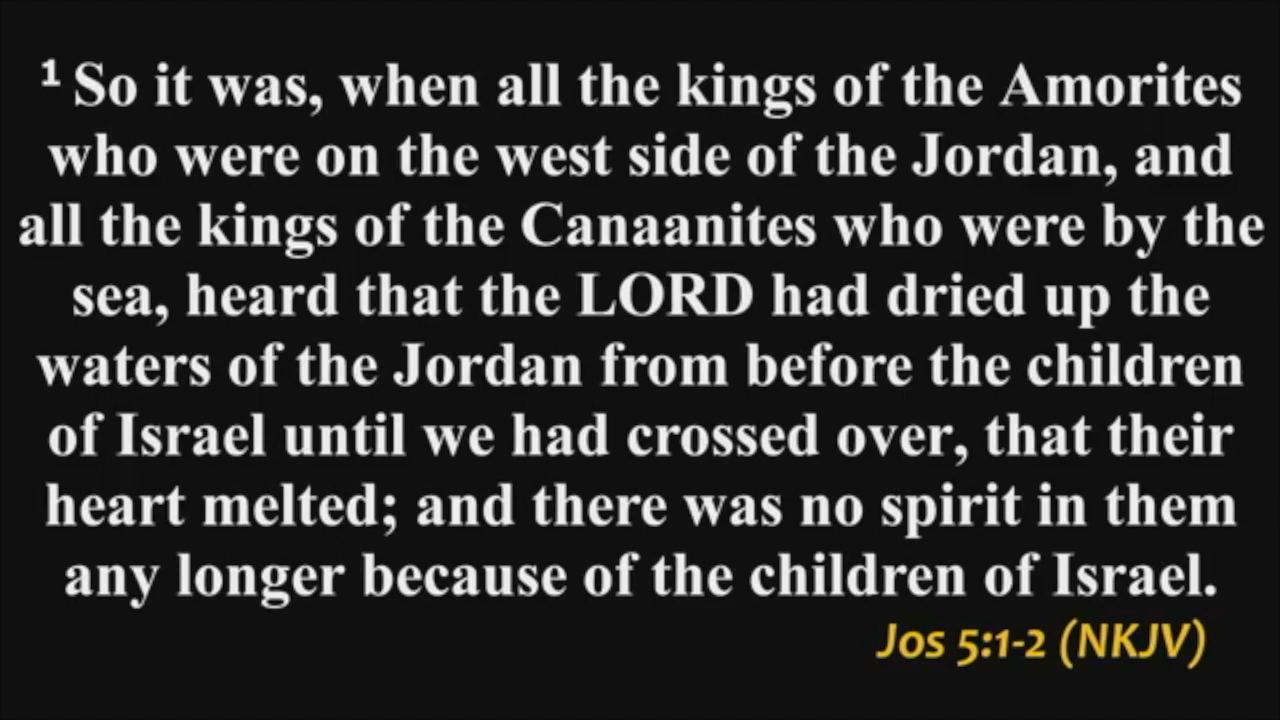 ¹ So it was, when all the kings of the Amorites
who were on the west side of the Jordan, and
all the kings of the Canaanites who were by the
sea, heard that the LORD had dried up the
waters of the Jordan from before the children
of Israel until we had crossed over, that their
heart melted; and there was no spirit in them
any longer because of the children of Israel.
Jos 5:1-2 (NKJV)